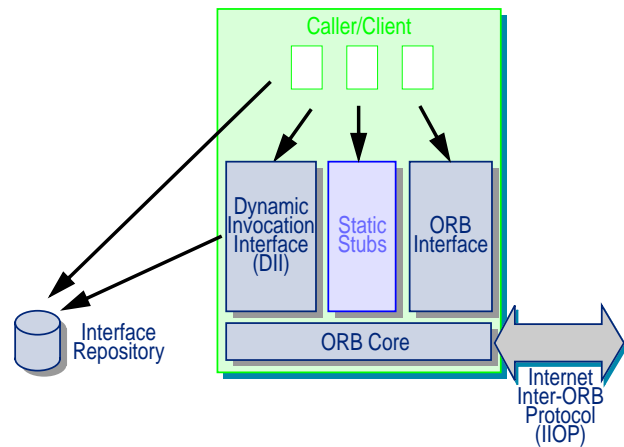 Caller/Client
Dynamic
Invocation
Interface
(DII)
Static
Stubs
ORB
Interface
Interface
Repository
ORB Core
Internet
Inter-ORB
Protocol
(IIOP)